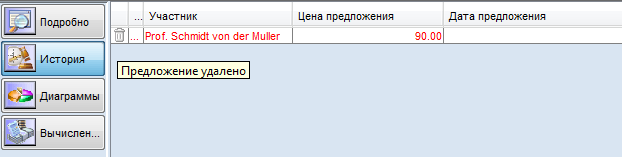 Подробно
История
Диаграммы
Вычислен...
... Участник Цена предложения Дата предложения
... Prof. Schmidt von der Muller 90.00
Предложение удалено